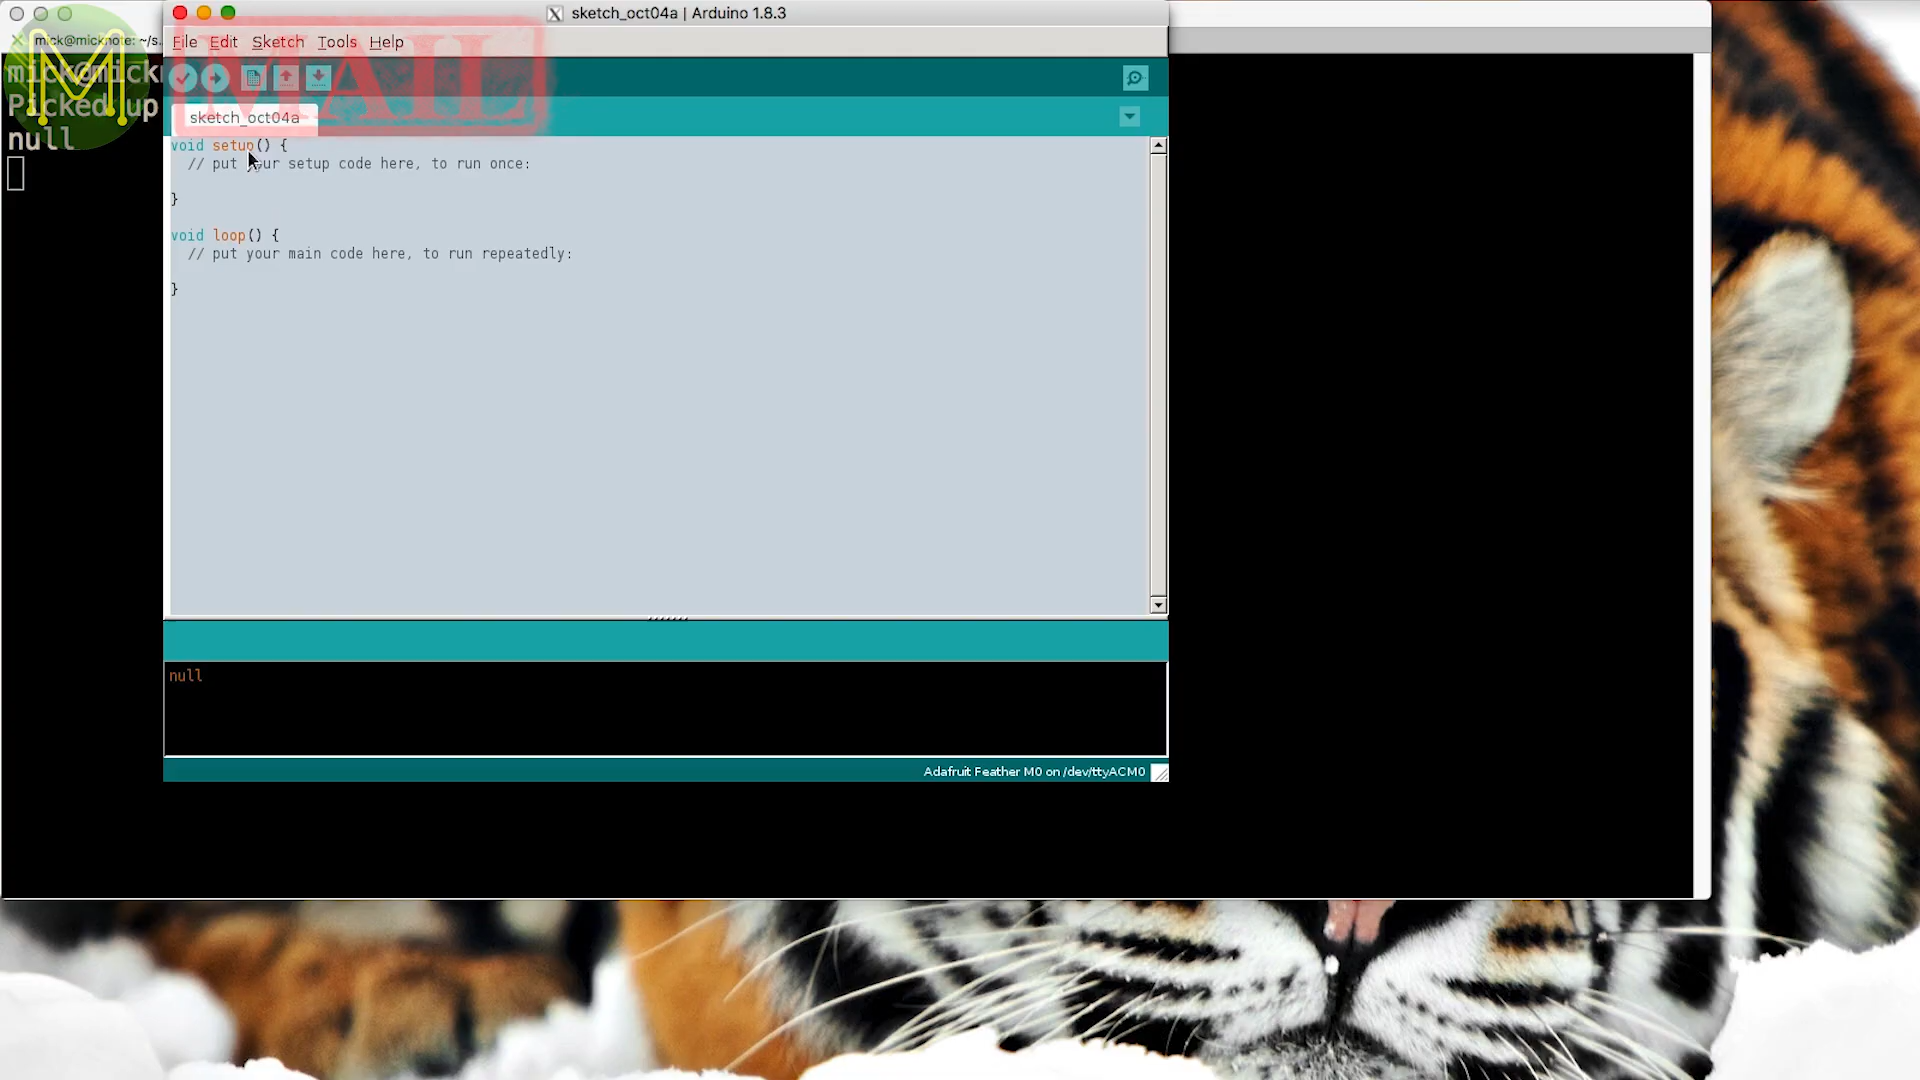 sketch_oct04a | Arduino 1.8.3
mick@micknote: ~/s.
File Edit Sketch Tools Help
MAIL
M
mick@mick
Picked up
null
sketch_oct04a
void setup() {
// put your setup code here, to run once:
}
void loop() {
// put your main code here, to run repeatedly:
}
null
Adafruit Feather M0 on /dev/ttyACM0